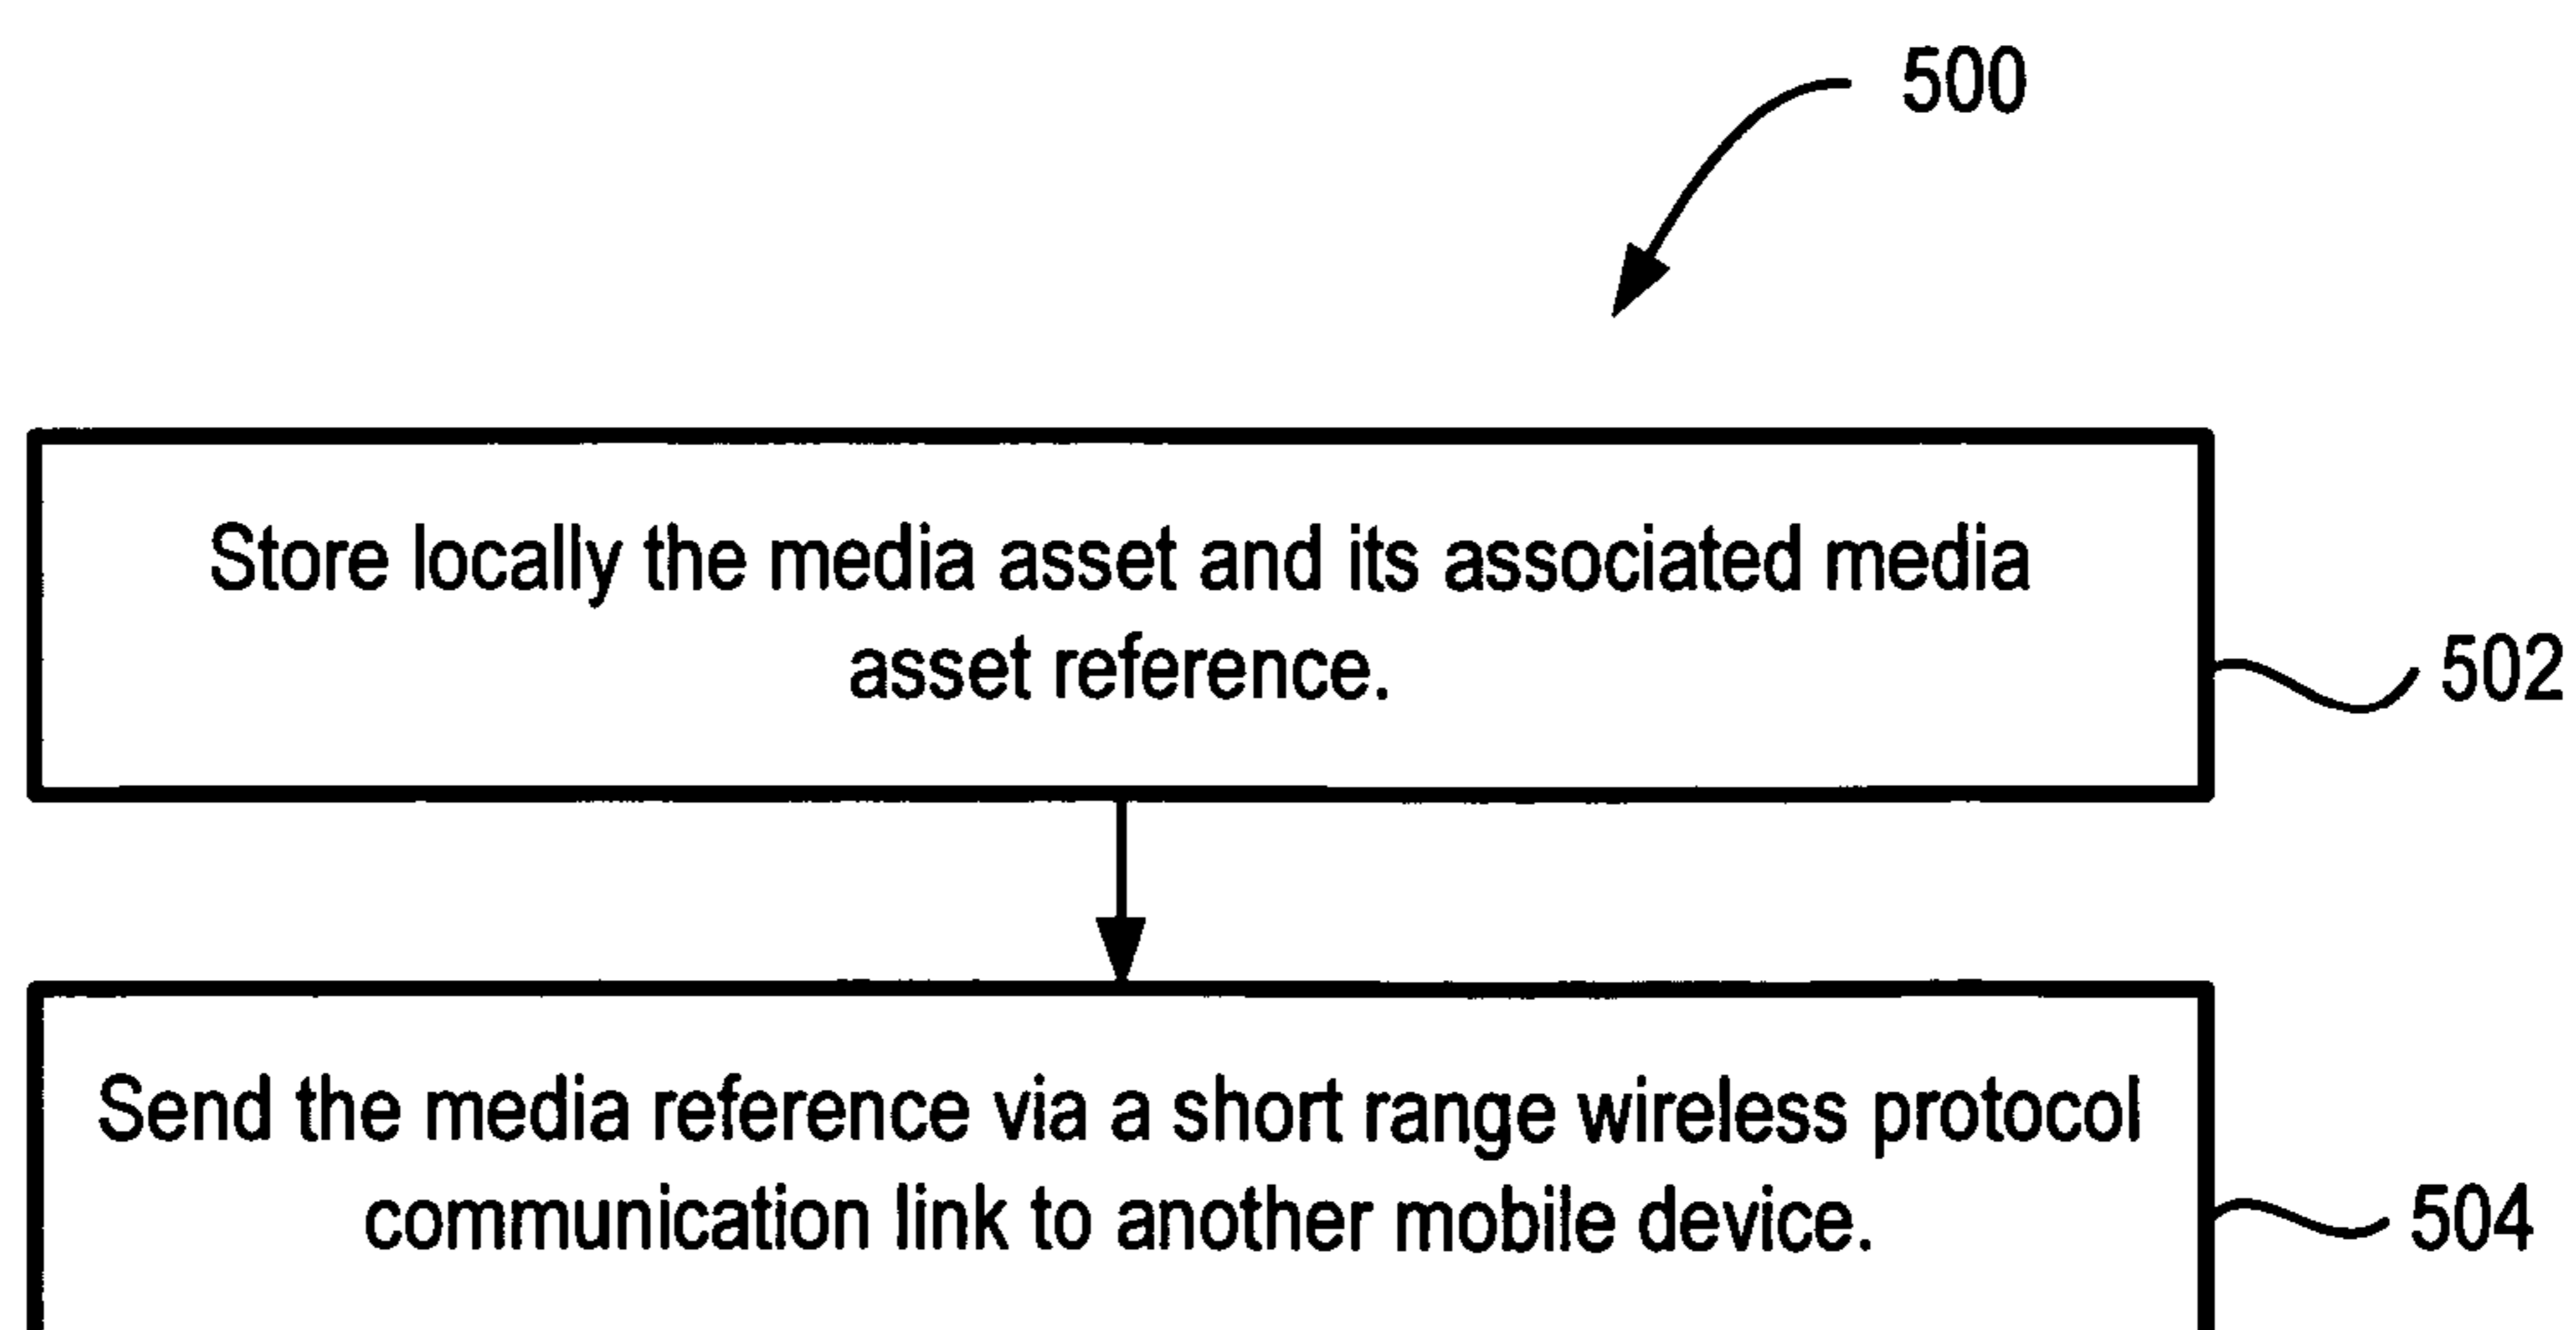 500
Store locally the media asset and its associated media
asset reference.
502
Send the media reference via a short range wireless protocol
communication link to another mobile device.
504